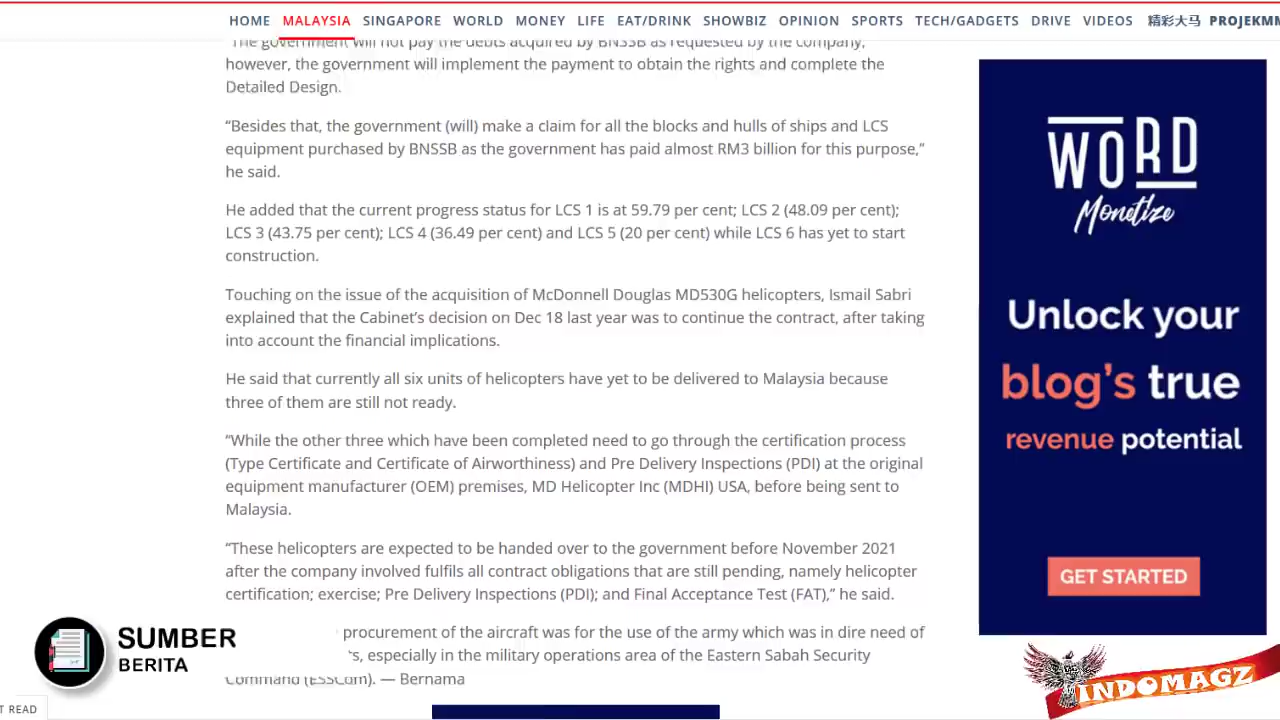 HOME MALAYSIA SINGAPORE WORLD MONEY LIFE EAT/DRINK SHOWBIZ OPINION SPORTS TECH/GADGETS DRIVE VIDEOS 精彩大马 PROJEKMM
“The government will not pay the debts acquired by BNSSB as requested by the company,
however, the government will implement the payment to obtain the rights and complete the
Detailed Design.
“Besides that, the government (will) make a claim for all the blocks and hulls of ships and LCS
equipment purchased by BNSSB as the government has paid almost RM3 billion for this purpose,”
he said.
He added that the current progress status for LCS 1 is at 59.79 per cent; LCS 2 (48.09 per cent);
LCS 3 (43.75 per cent); LCS 4 (36.49 per cent) and LCS 5 (20 per cent) while LCS 6 has yet to start
construction.
Touching on the issue of the acquisition of McDonnell Douglas MD530G helicopters, Ismail Sabri
explained that the Cabinet’s decision on Dec 18 last year was to continue the contract, after taking
into account the financial implications.
He said that currently all six units of helicopters have yet to be delivered to Malaysia because
three of them are still not ready.
“While the other three which have been completed need to go through the certification process
(Type Certificate and Certificate of Airworthiness) and Pre Delivery Inspections (PDI) at the original
equipment manufacturer (OEM) premises, MD Helicopter Inc (MDHI) USA, before being sent to
Malaysia.
“These helicopters are expected to be handed over to the government before November 2021
after the company involved fulfils all contract obligations that are still pending, namely helicopter
certification; exercise; Pre Delivery Inspections (PDI); and Final Acceptance Test (FAT),” he said.
procurement of the aircraft was for the use of the army which was in dire need of
especially in the military operations area of the Eastern Sabah Security
Command (ESSCom). — Bernama
WORD
Monetize
Unlock your
blog’s true
revenue potential
GET STARTED
SUMBER
BERITA
T READ
INDOMAGZ